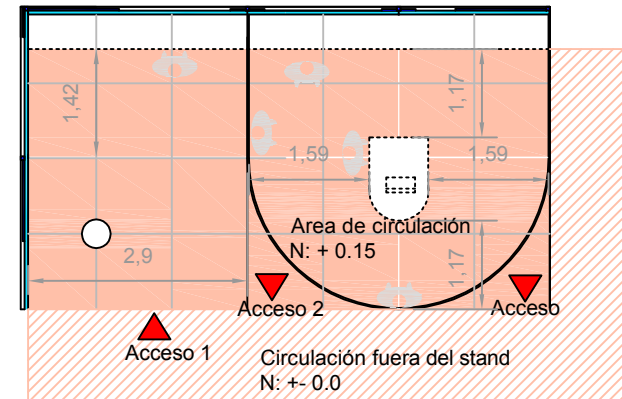 1,42
1,17
1,59
1,59
Area de circulación
N: + 0.15
2,9
1,17
Acceso 2
Acceso
Acceso 1
Circulación fuera del stand
N: +- 0.0